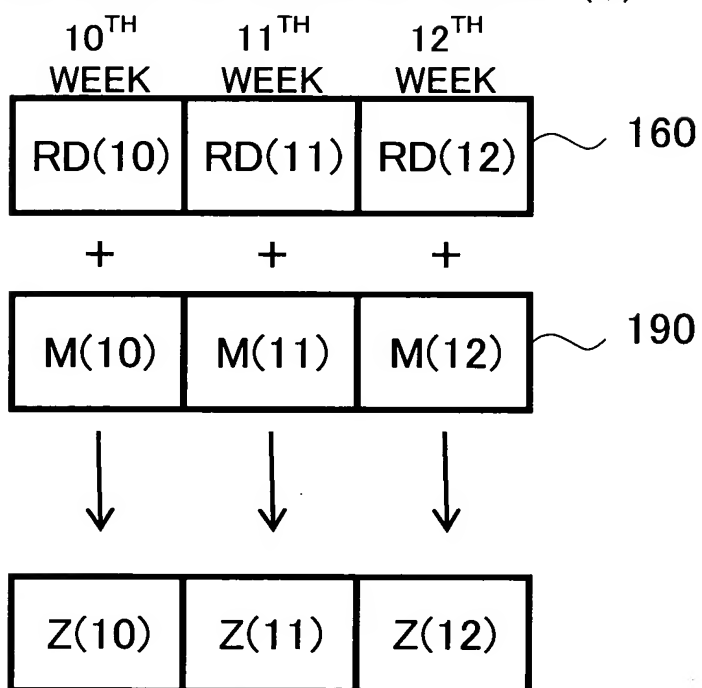 10TH WEEK 11TH WEEK 12TH WEEK
RD(10) RD(11) RD(12) 160
+ + +
M(10) M(11) M(12) 190
Z(10) Z(11) Z(12)